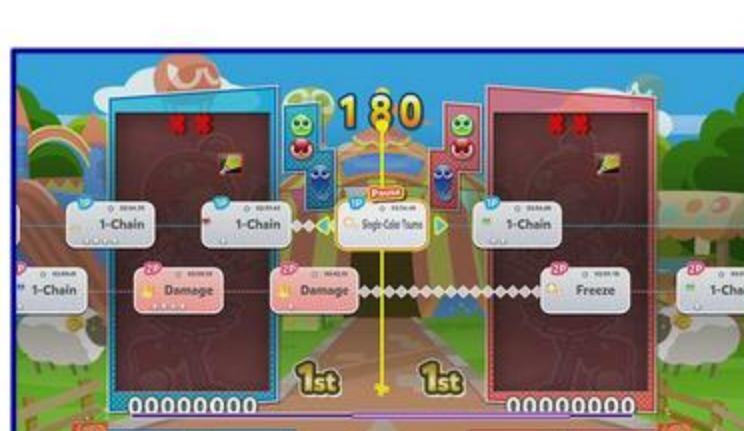 180
Pause
1P 1P 1P 1P
1-Chain 1-Chain Single-Color Tsumo 1-Chain
P 2P 2P 2P 2P
1-Chain Damage Damage Freeze 1-Cha
1st 1st
00000000 00000000